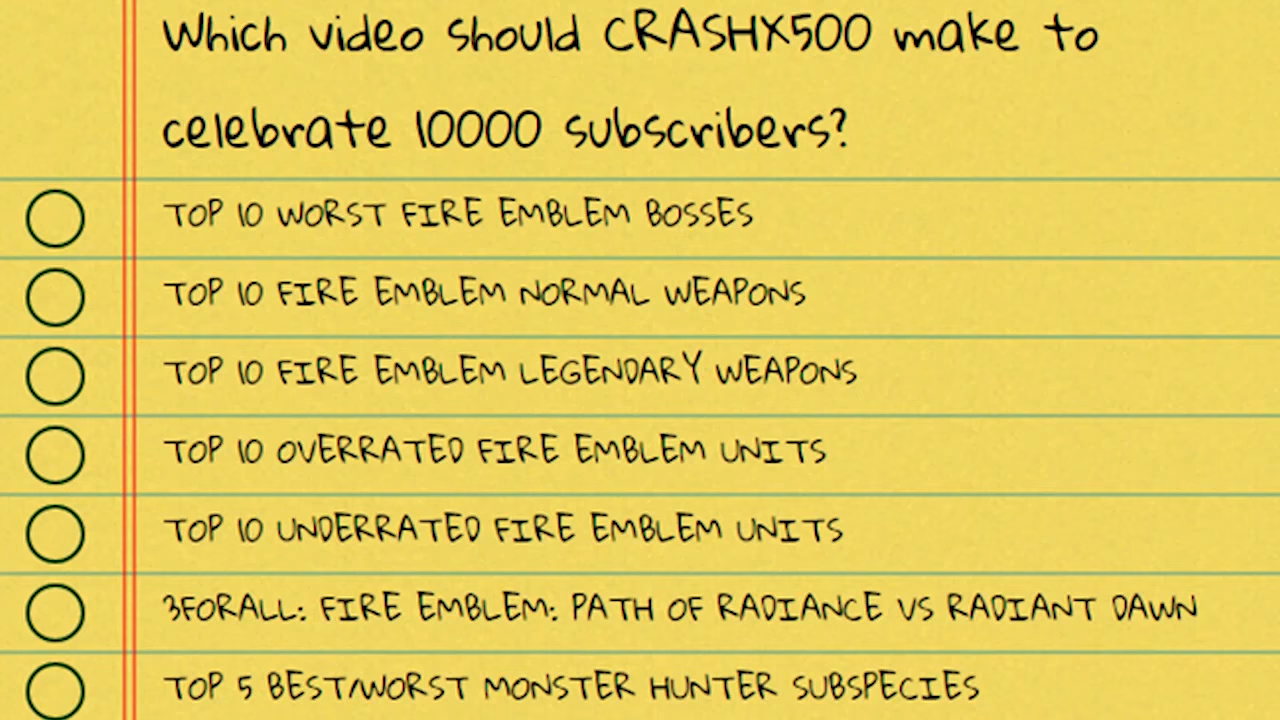 Which video should CRASHX500 make to
celebrate 10000 subscribers?
TOP 10 WORST FIRE EMBLEM BOSSES
TOP 10 FIRE EMBLEM NORMAL WEAPONS
TOP 10 FIRE EMBLEM LEGENDARY WEAPONS
TOP 10 OVERRATED FIRE EMBLEM UNITS
TOP 10 UNDERRATED FIRE EMBLEM UNITS
3FORALL: FIRE EMBLEM: PATH OF RADIANCE VS RADIANT DAWN
TOP 5 BEST/WORST MONSTER HUNTER SUBSPECIES